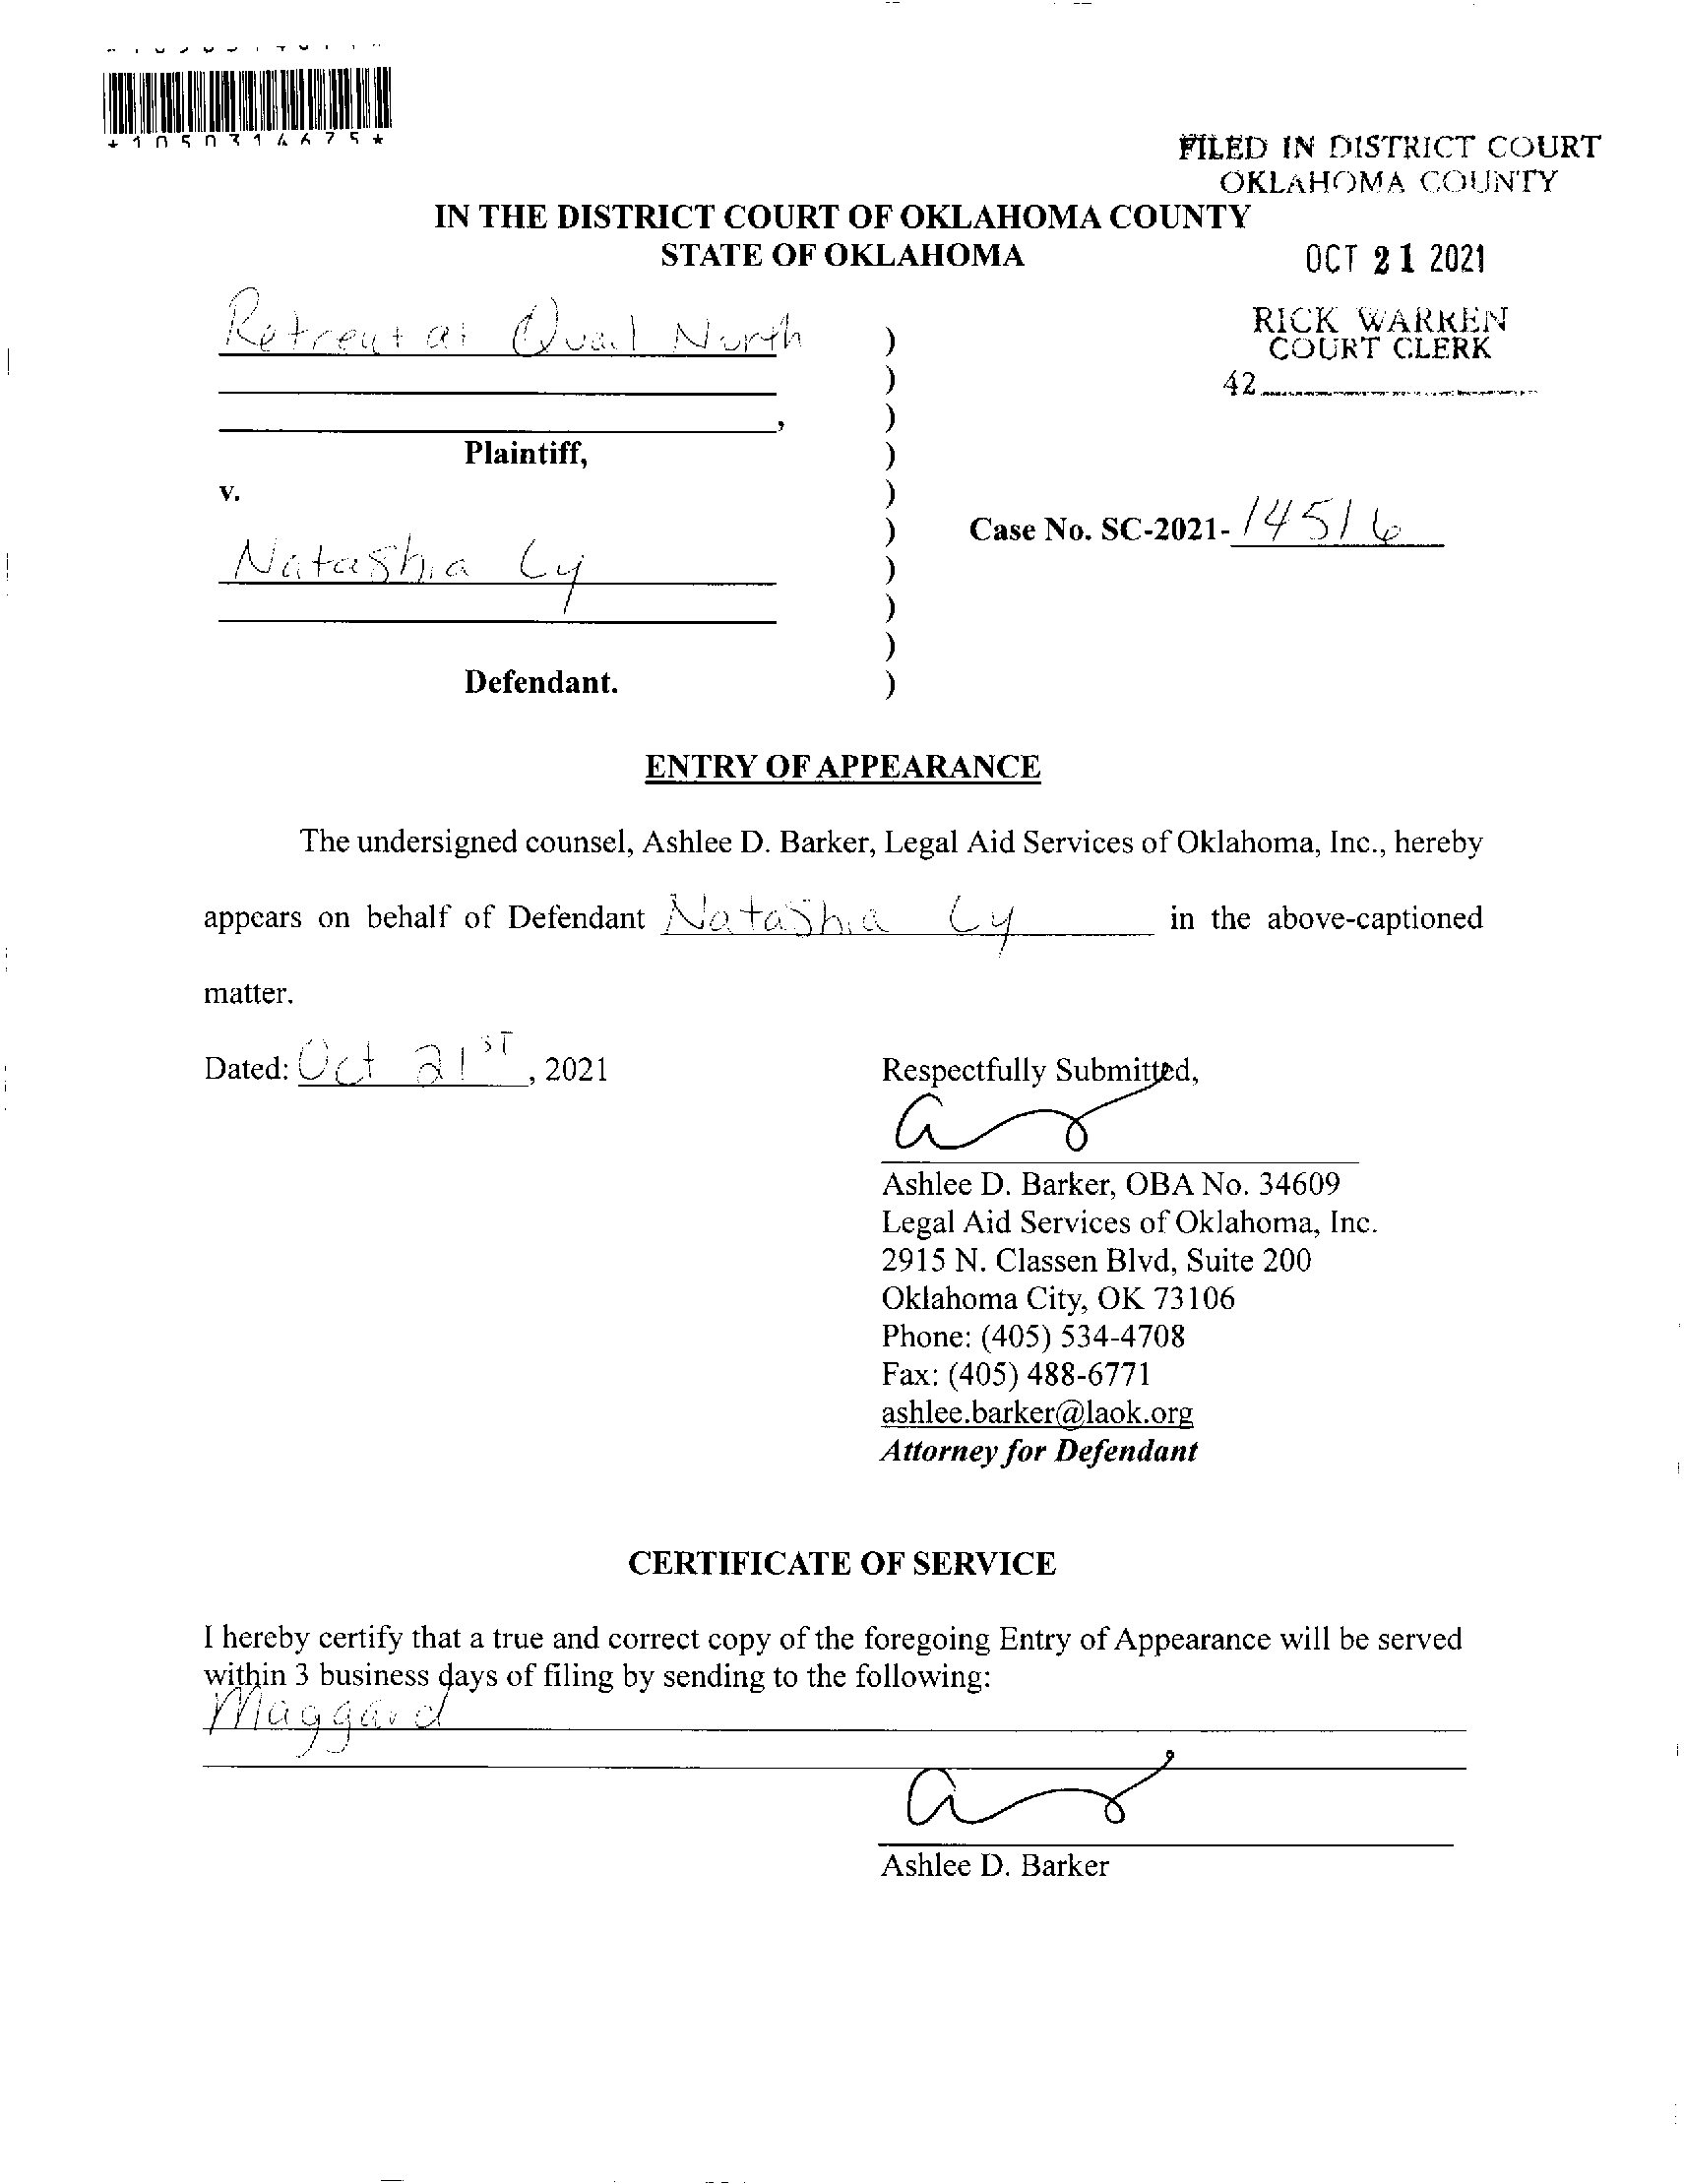 *1050314675*
FILED IN DISTRICT COURT
OKLAHOMA COUNTY
IN THE DISTRICT COURT OF OKLAHOMA COUNTY
STATE OF OKLAHOMA
OCT 21 2021
RICK WARREN
COURT CLERK
42
Retreat at Quail North )
)
, )
Plaintiff, )
v. )
) Case No. SC-2021-14516
Natashia Ly )
)
)
Defendant. )
ENTRY OF APPEARANCE
The undersigned counsel, Ashlee D. Barker, Legal Aid Services of Oklahoma, Inc., hereby
appears on behalf of Defendant Natashia Ly in the above-captioned
matter.
Dated: Oct 21ST, 2021
Respectfully Submitted,
Ashlee D. Barker, OBA No. 34609
Legal Aid Services of Oklahoma, Inc.
2915 N. Classen Blvd, Suite 200
Oklahoma City, OK 73106
Phone: (405) 534-4708
Fax: (405) 488-6771
ashlee.barker@laok.org
Attorney for Defendant
CERTIFICATE OF SERVICE
I hereby certify that a true and correct copy of the foregoing Entry of Appearance will be served
within 3 business days of filing by sending to the following:
Maggard
Ashlee D. Barker